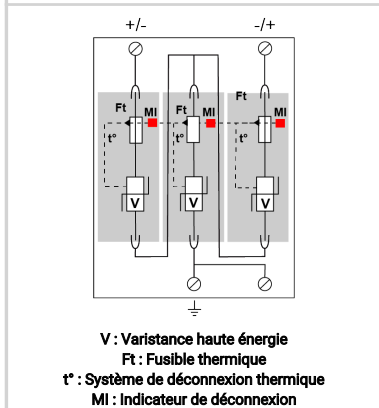 +/-
-/+
Ft
MI
Ft
MI
Ft
MI
t°
t°
t°
V
V
V
V : Varistance haute énergie
Ft : Fusible thermique
t° : Système de déconnexion thermique
MI : Indicateur de déconnexion